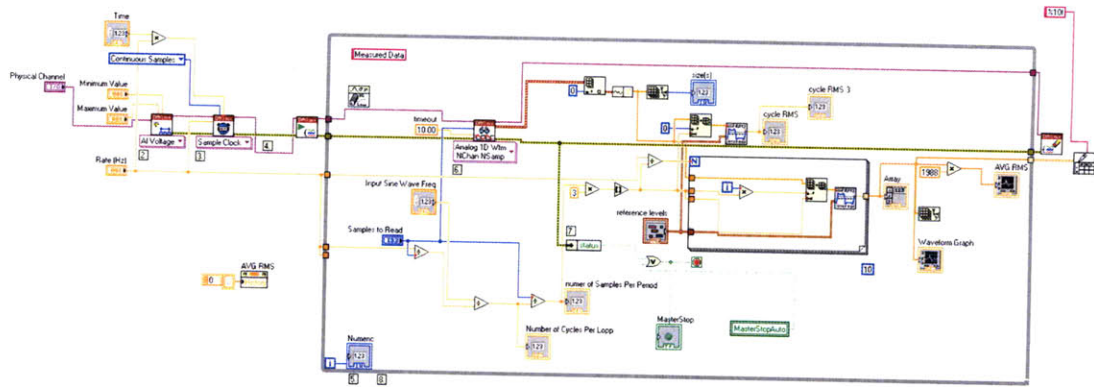 Time
Continuous Samples
Physical Channel
Minimum Value
Maximum Value
AI Voltage
Sample Clock
2.
3.
4.
Rate (Hz)
Measured Data
timeout
10.00
Analog 1D Wfm
NChan NSamp
6.
0
size(s)
cycle RMS 3
cycle RMS
0
Input Sine Wave Freq
3
N
i
reference levels
Array
1988
AVG RMS
Waveform Graph
Samples to Read
7.
status
10
AVG RMS
0
numer of Samples Per Period
MasterStop
MasterStopAuto
Number of Cycles Per Lopp
Numeric
i
5.
8.